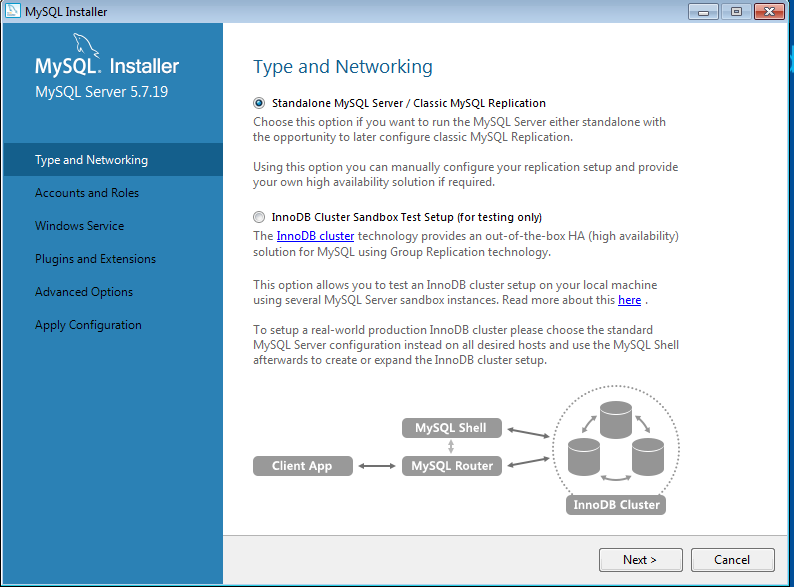 MySQL Installer
MySQL. Installer
MySQL Server 5.7.19
Type and Networking
Accounts and Roles
Windows Service
Plugins and Extensions
Advanced Options
Apply Configuration
Type and Networking
Standalone MySQL Server / Classic MySQL Replication
Choose this option if you want to run the MySQL Server either standalone with
the opportunity to later configure classic MySQL Replication.
Using this option you can manually configure your replication setup and provide
your own high availability solution if required.
InnoDB Cluster Sandbox Test Setup (for testing only)
The InnoDB cluster technology provides an out-of-the-box HA (high availability)
solution for MySQL using Group Replication technology.
This option allows you to test an InnoDB cluster setup on your local machine
using several MySQL Server sandbox instances. Read more about this here .
To setup a real-world production InnoDB cluster please choose the standard
MySQL Server configuration instead on all desired hosts and use the MySQL Shell
afterwards to create or expand the InnoDB cluster setup.
MySQL Shell
Client App
MySQL Router
InnoDB Cluster
Next >
Cancel